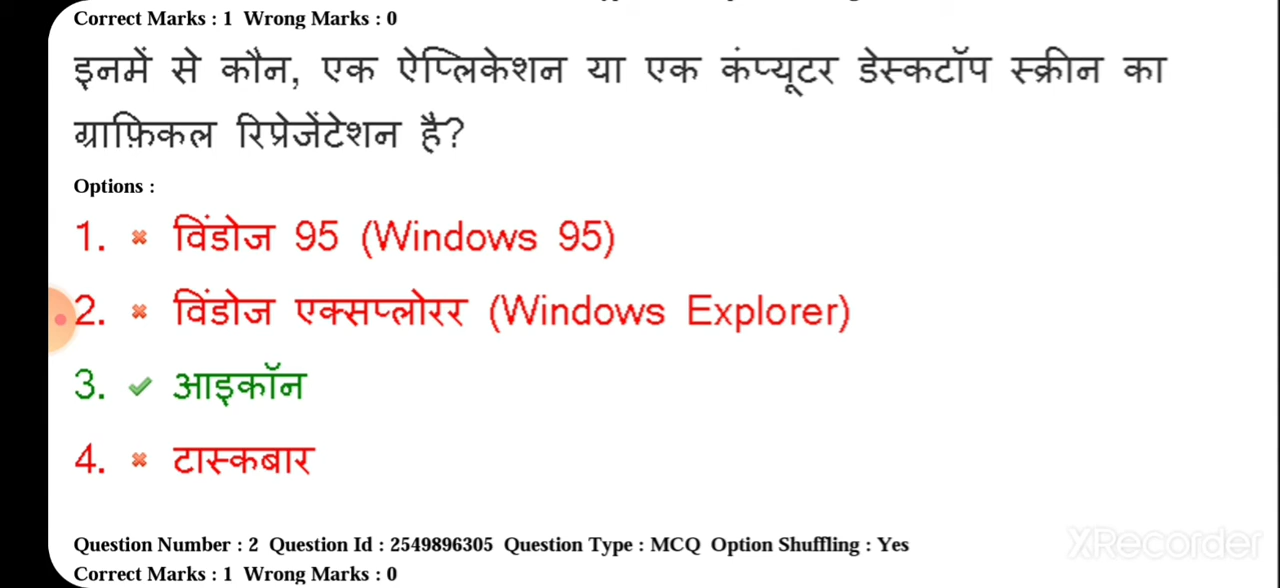 Correct Marks : 1 Wrong Marks : 0
इनमें से कौन, एक ऐप्लिकेशन या एक कंप्यूटर डेस्कटॉप स्क्रीन का
ग्राफ़िकल रिप्रेजेंटेशन है?
Options :
1. विंडोज 95 (Windows 95)
2. विंडोज एक्सप्लोरर (Windows Explorer)
3. आइकॉन
4. टास्कबार
Question Number : 2 Question Id : 2549896305 Question Type : MCQ Option Shuffling : Yes
Correct Marks : 1 Wrong Marks : 0
XRecorder